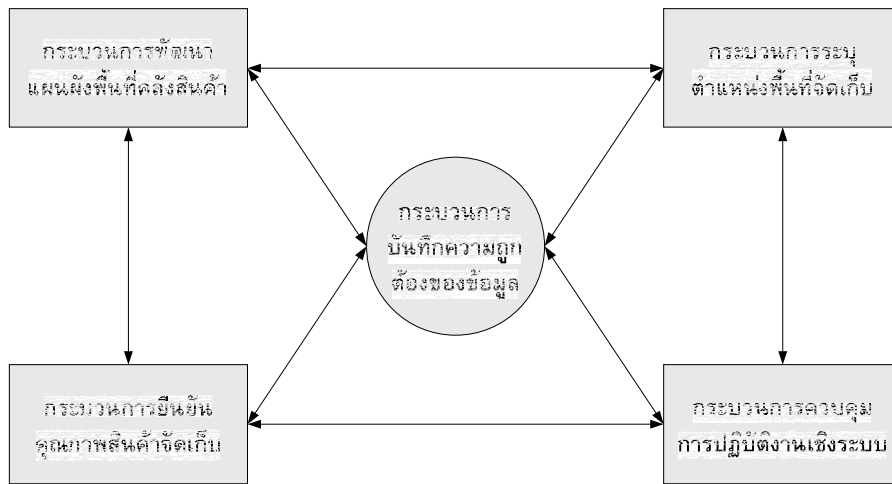 กระบวนการพัฒนา
แผนผังพื้นที่คลังสินค้า
กระบวนการระบุ
ตำแหน่งพื้นที่จัดเก็บ
กระบวนการ
บันทึกความถูก
ต้องของข้อมูล
กระบวนการยืนยัน
คุณภาพสินค้าจัดเก็บ
กระบวนการควบคุม
การปฏิบัติงานเชิงระบบ